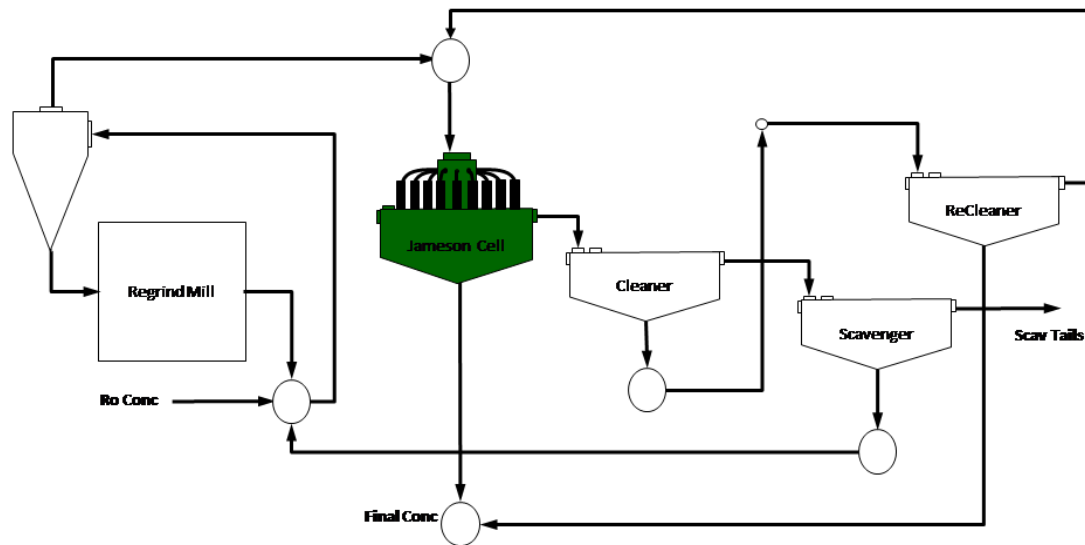 ReCleaner
Jameson Cell
Cleaner
Regrind Mill
Scavenger
Scav Tails
Ro Conc
Final Conc